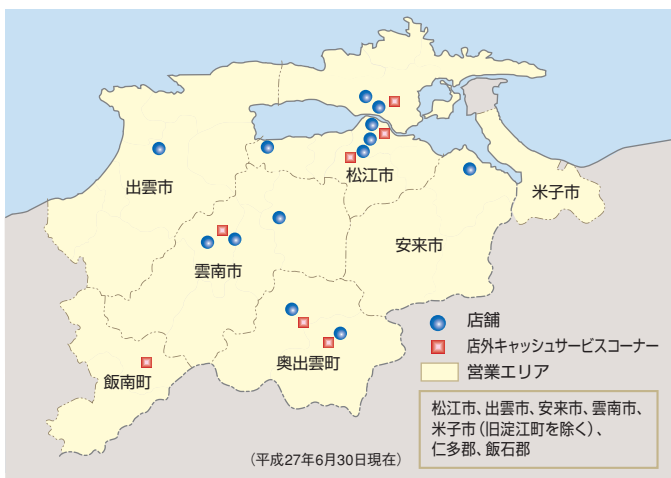 出雲市
松江市
米子市
安来市
雲南市
飯南町
奥出雲町
店舗
店外キャッシュサービスコーナー
営業エリア
松江市、出雲市、安来市、雲南市、
米子市(旧淀江町を除く)、
仁多郡、飯石郡
(平成27年6月30日現在)